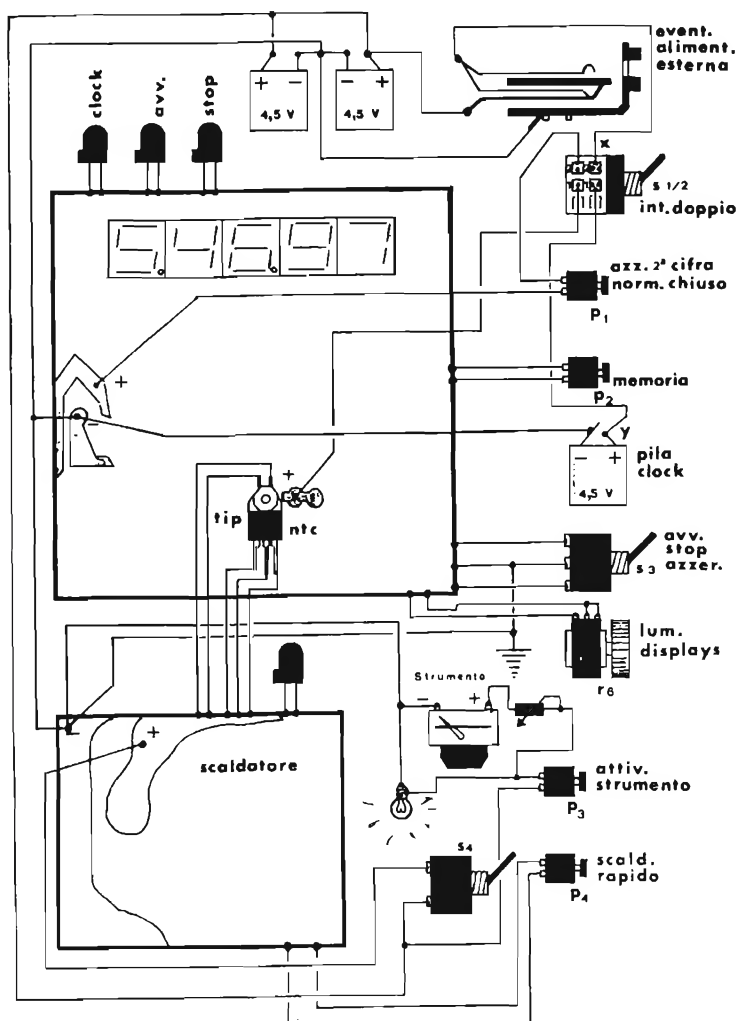 event.
aliment.
esterna
clock
avv.
stop
+ − − +
4,5 V
4,5 V
x
S 1/2
int.doppio
5.46.97
azz. 2ª cifra
norm. chiuso
P1
+
P2
memoria
−
y
− +
4,5 V
pila
clock
+
tip
ntc
avv.
stop
azzer.
S3
lum.
displays
r6
Strumento
− +
−
+
scaldatore
attiv.
strumento
P3
S4
scald.
rapido
P4